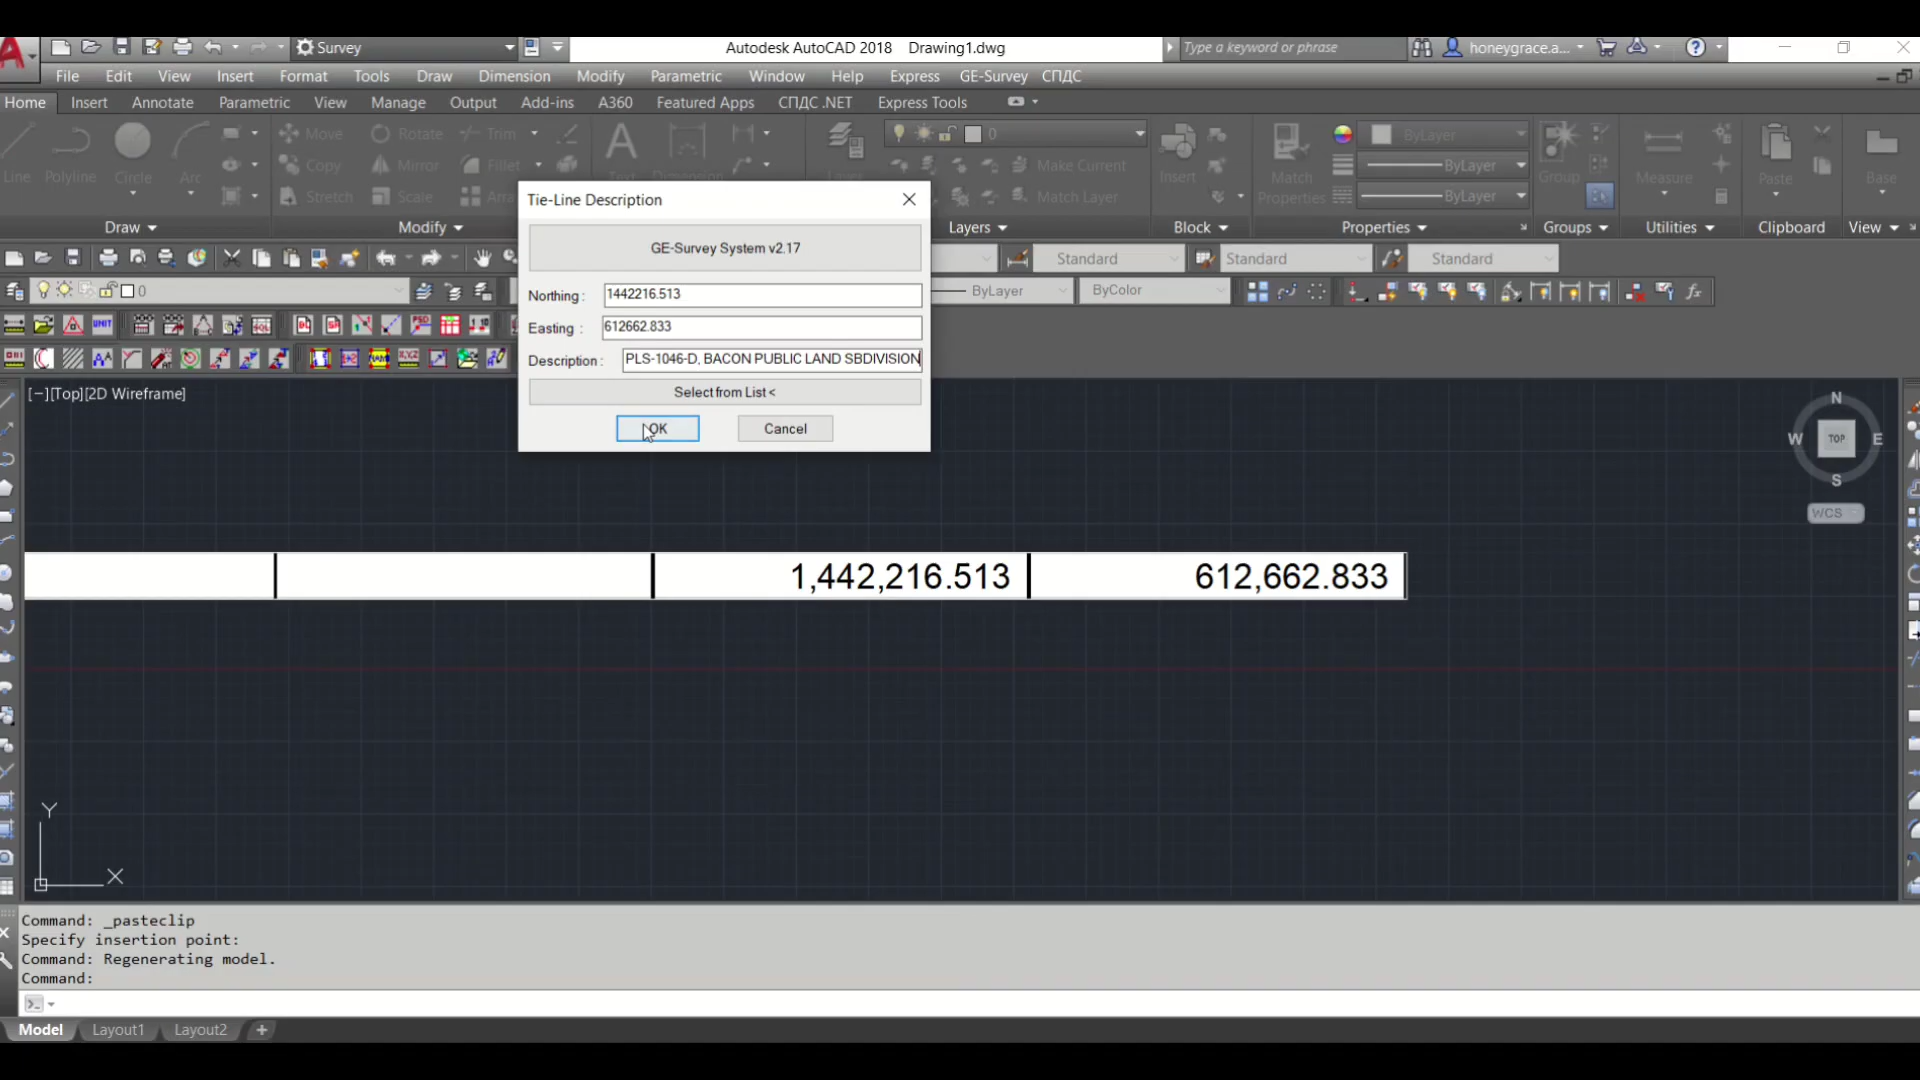 Survey
Autodesk AutoCAD 2018 Drawing1.dwg
Type a keyword or phrase
honeygrace.a...
File Edit View Insert Format Tools Draw Dimension Modify Parametric Window Help Express GE-Survey СПДС
Home Insert Annotate Parametric View Manage Output Add-ins A360 Featured Apps СПДС .NET Express Tools
Move Rotate Trim
0
ByLayer
Line Polyline Circle Arc
Copy Mirror Fillet
Make Current
Insert
ByLayer
Group Measure Paste Base
Stretch Scale
Match Layer
Match Properties
ByLayer
Draw Modify Layers Block Properties Groups Utilities Clipboard View
Standard Standard Standard
0
ByLayer ByColor
Tie-Line Description
GE-Survey System v2.17
Northing : 1442216.513
Easting : 612662.833
Description : PLS-1046-D, BACON PUBLIC LAND SBDIVISION
Select from List <
OK Cancel
[−][Top][2D Wireframe]
N
W TOP E
S
WCS
1,442,216.513 612,662.833
Y
X
Command: _pasteclip
Specify insertion point:
Command: Regenerating model.
Command:
Model Layout1 Layout2 +